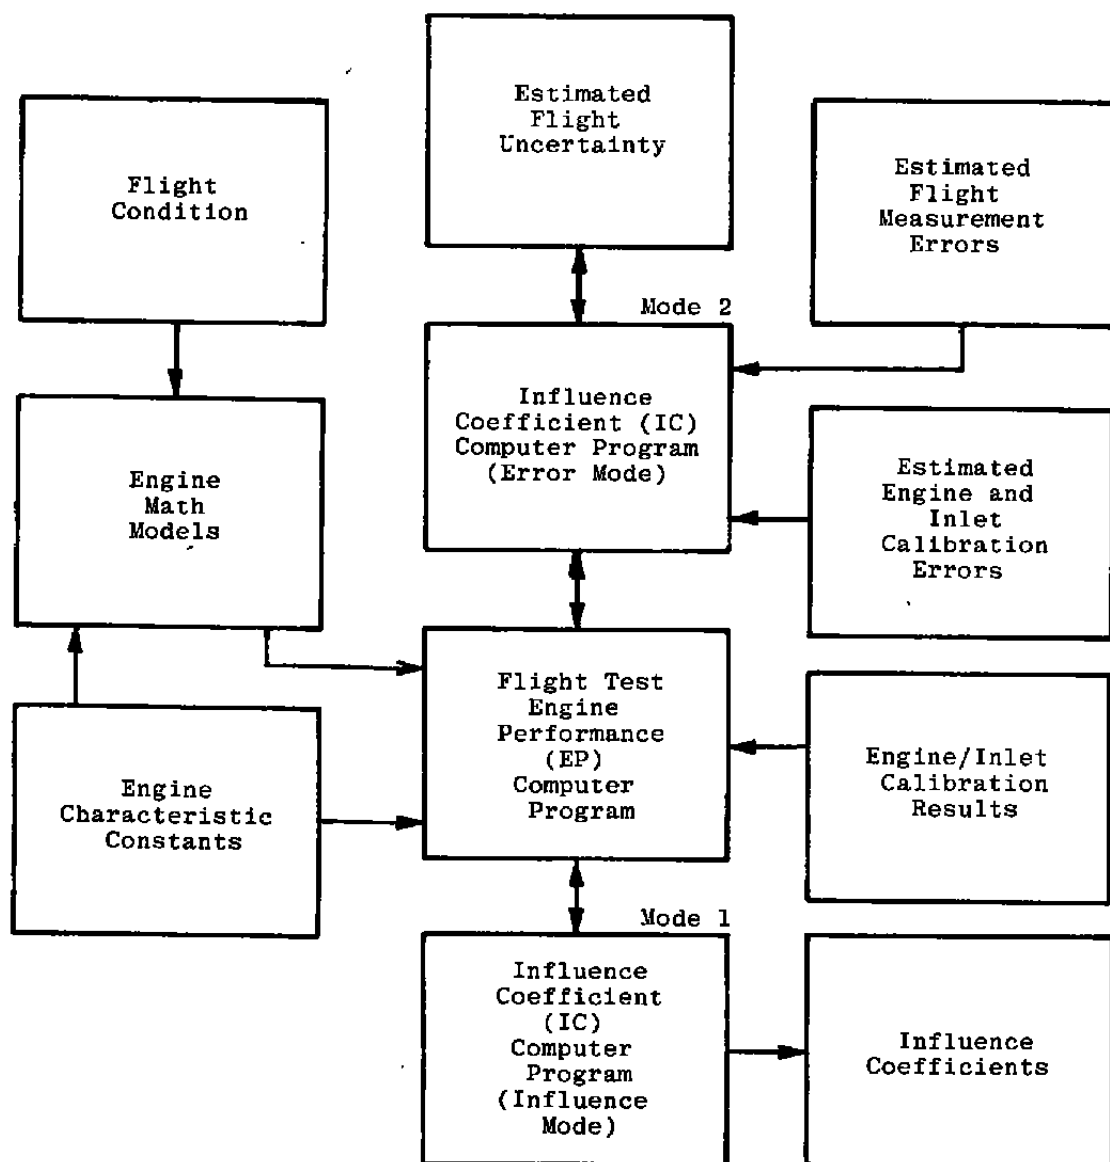 Estimated
Flight
Uncertainty
Flight
Condition
Estimated
Flight
Measurement
Errors
Mode 2
Influence
Coefficient (IC)
Computer Program
(Error Mode)
Engine
Math
Models
Estimated
Engine and
Inlet
Calibration
Errors
Flight Test
Engine
Performance
(EP)
Computer
Program
Engine
Characteristic
Constants
Engine/Inlet
Calibration
Results
Mode 1
Influence
Coefficient
(IC)
Computer
Program
(Influence
Mode)
Influence
Coefficients